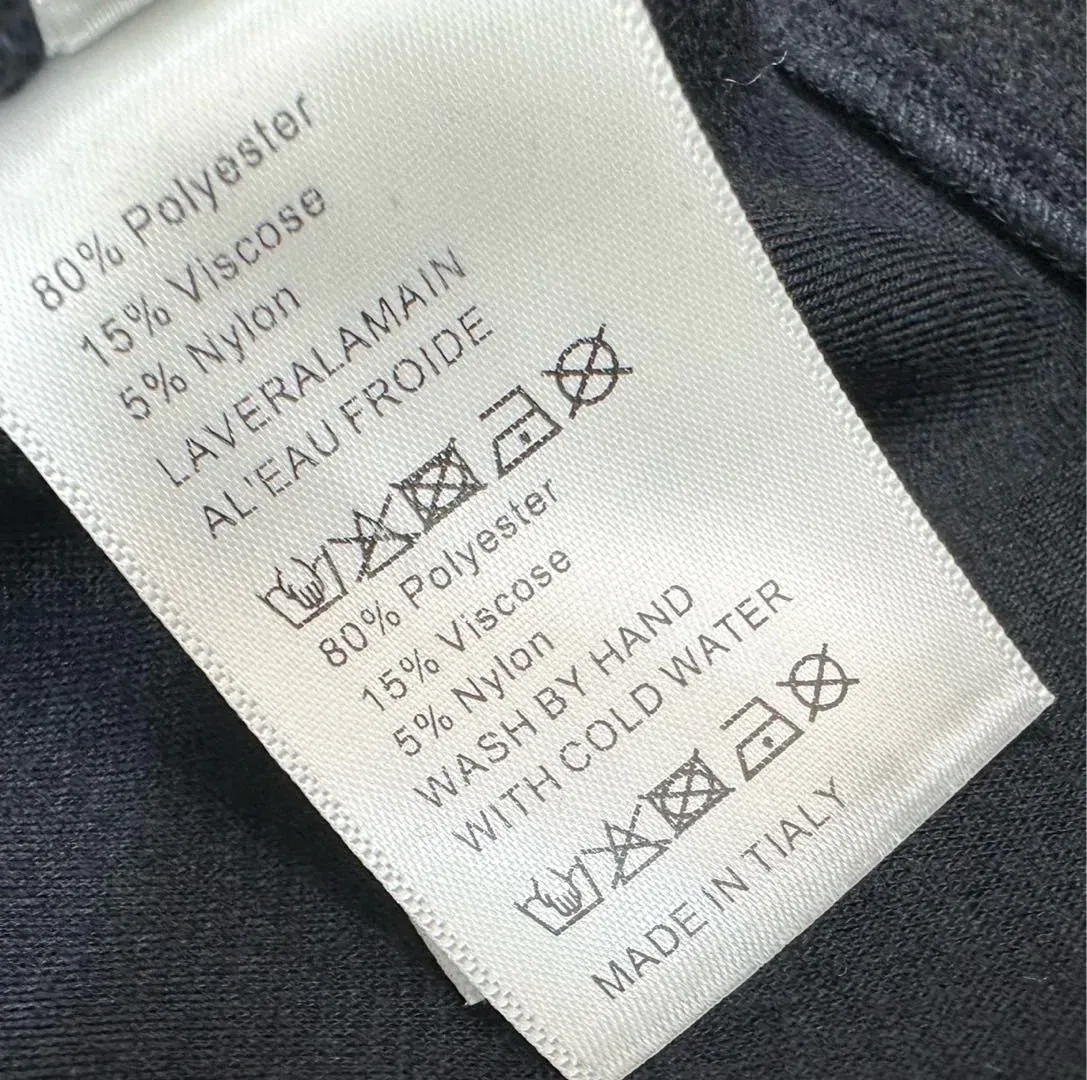 80% Polyester
15% Viscose
5% Nylon
LAVERALAMAIN
AL'EAU FROIDE
80% Polyester
15% Viscose
5% Nylon
WASH BY HAND
WITH COLD WATER
MADE IN TIALY